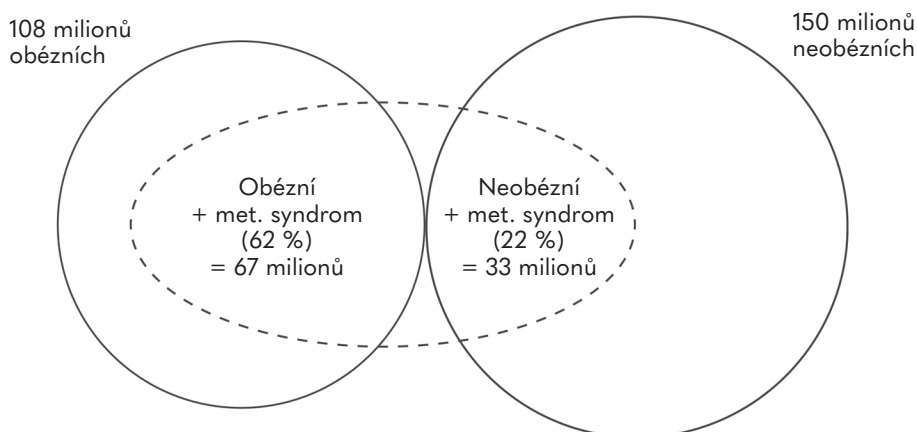 108 milionů
obézních
150 milionů
neobézních
Obézní
+ met. syndrom
(62 %)
= 67 milionů
Neobézní
+ met. syndrom
(22 %)
= 33 milionů